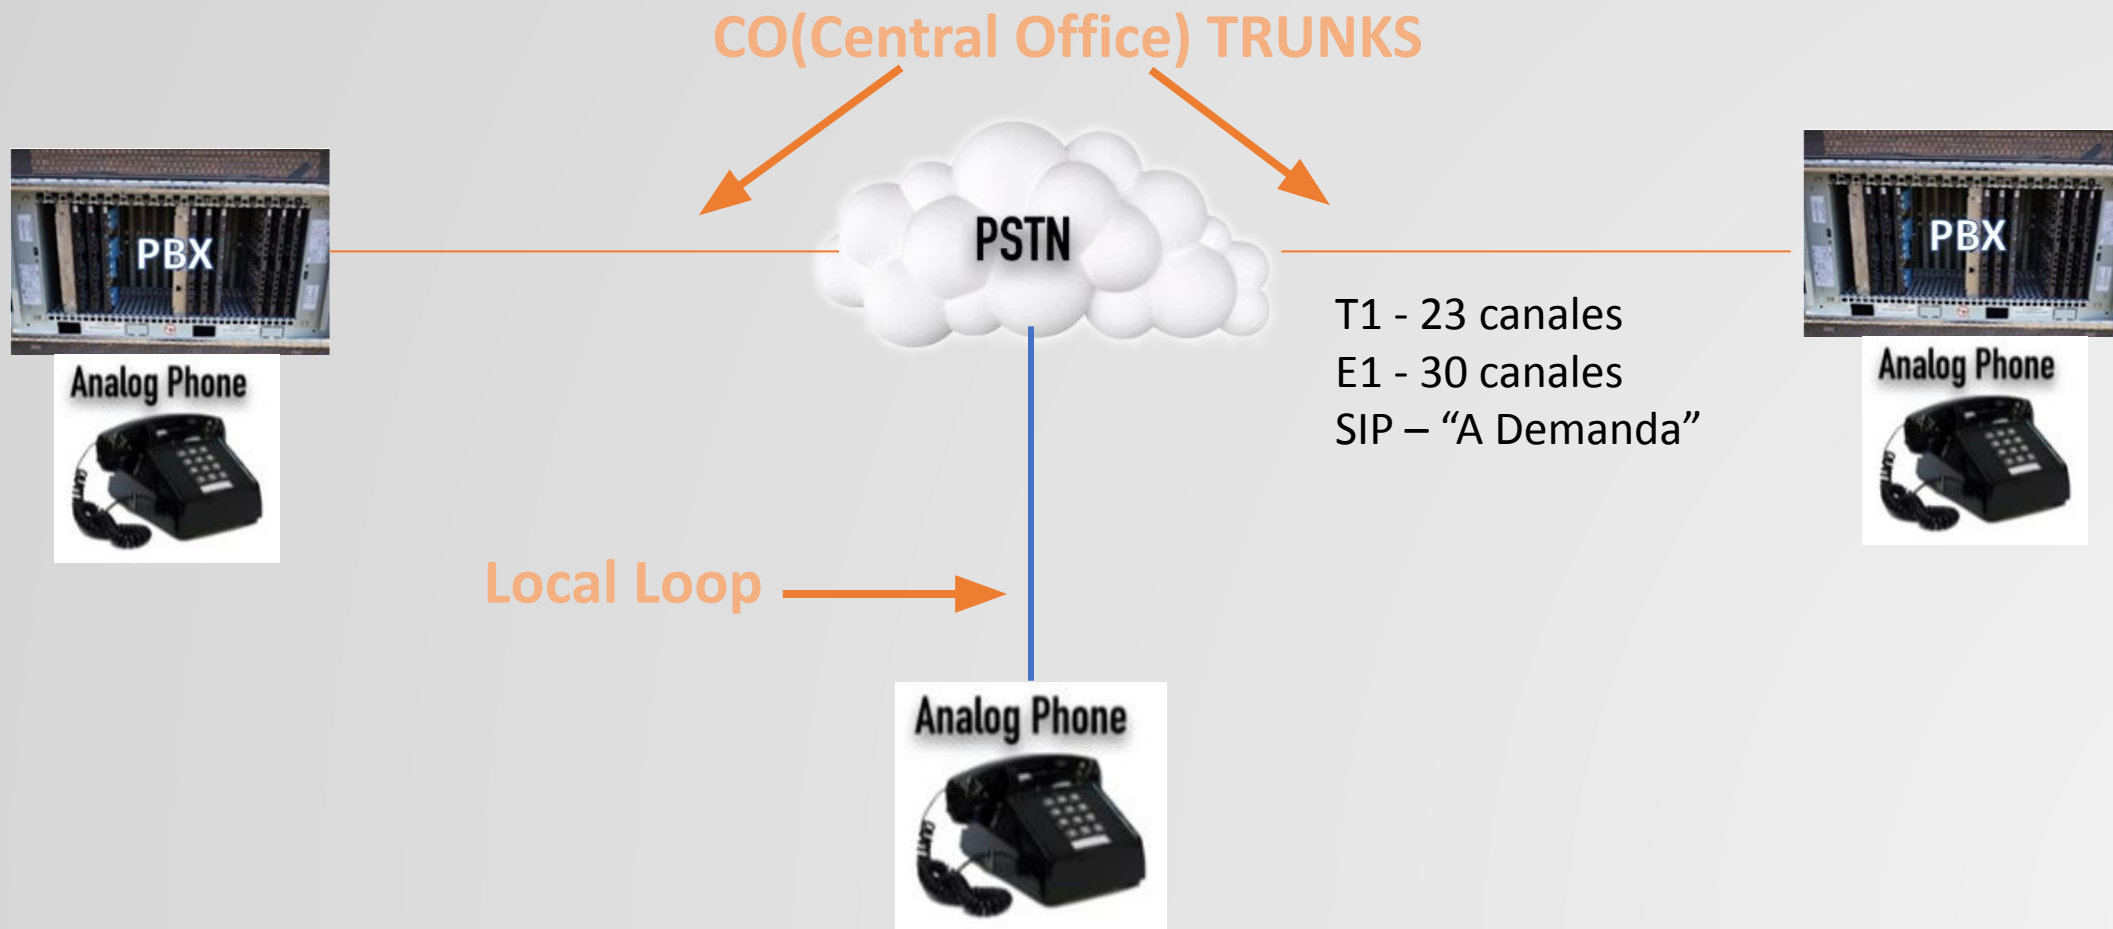 CO(Central Office) TRUNKS
PBX
PSTN
PBX
Analog Phone
T1 - 23 canales
E1 - 30 canales
SIP – “A Demanda”
Analog Phone
Local Loop
Analog Phone